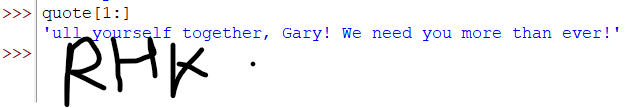 >>> quote[1:]
'ull yourself together, Gary! We need you more than ever!'
>>>
RHK .